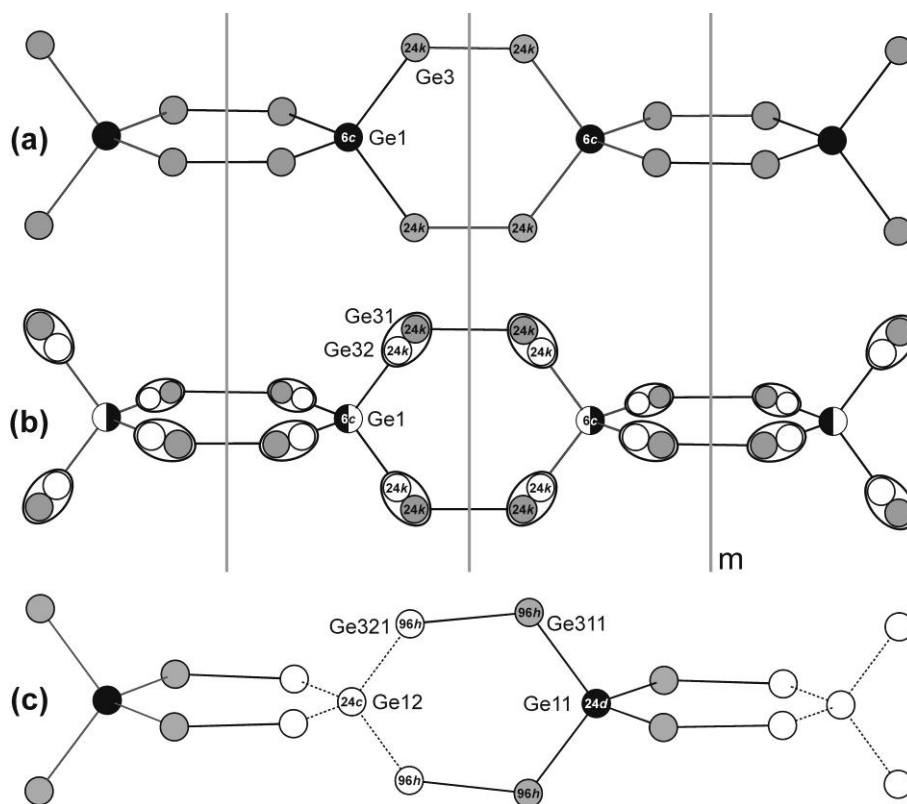 24k 24k
Ge3
(a) 6c Ge1 6c
24k 24k
Ge31 24k 24k
Ge32 24k 24k
(b) 6c Ge1 6c
24k 24k
24k 24k
m
Ge321 96h 96h Ge311
(c) 24c Ge12 Ge11 24d
96h 96h